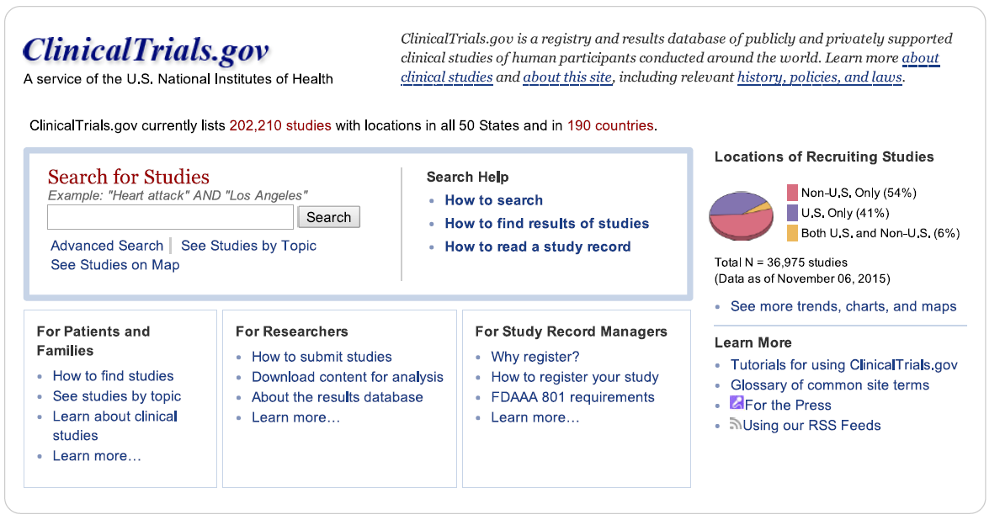 ClinicalTrials.gov
A service of the U.S. National Institutes of Health
ClinicalTrials.gov is a registry and results database of publicly and privately supported
clinical studies of human participants conducted around the world. Learn more about
clinical studies and about this site, including relevant history, policies, and laws.
ClinicalTrials.gov currently lists 202,210 studies with locations in all 50 States and in 190 countries.
Search for Studies
Example: "Heart attack" AND "Los Angeles"
Search
Advanced Search | See Studies by Topic
See Studies on Map
Search Help
• How to search
• How to find results of studies
• How to read a study record
Locations of Recruiting Studies
Non-U.S. Only (54%)
U.S. Only (41%)
Both U.S. and Non-U.S. (6%)
Total N = 36,975 studies
(Data as of November 06, 2015)
• See more trends, charts, and maps
Learn More
• Tutorials for using ClinicalTrials.gov
• Glossary of common site terms
• For the Press
• Using our RSS Feeds
For Patients and
Families
• How to find studies
• See studies by topic
• Learn about clinical
studies
• Learn more…
For Researchers
• How to submit studies
• Download content for analysis
• About the results database
• Learn more…
For Study Record Managers
• Why register?
• How to register your study
• FDAAA 801 requirements
• Learn more…